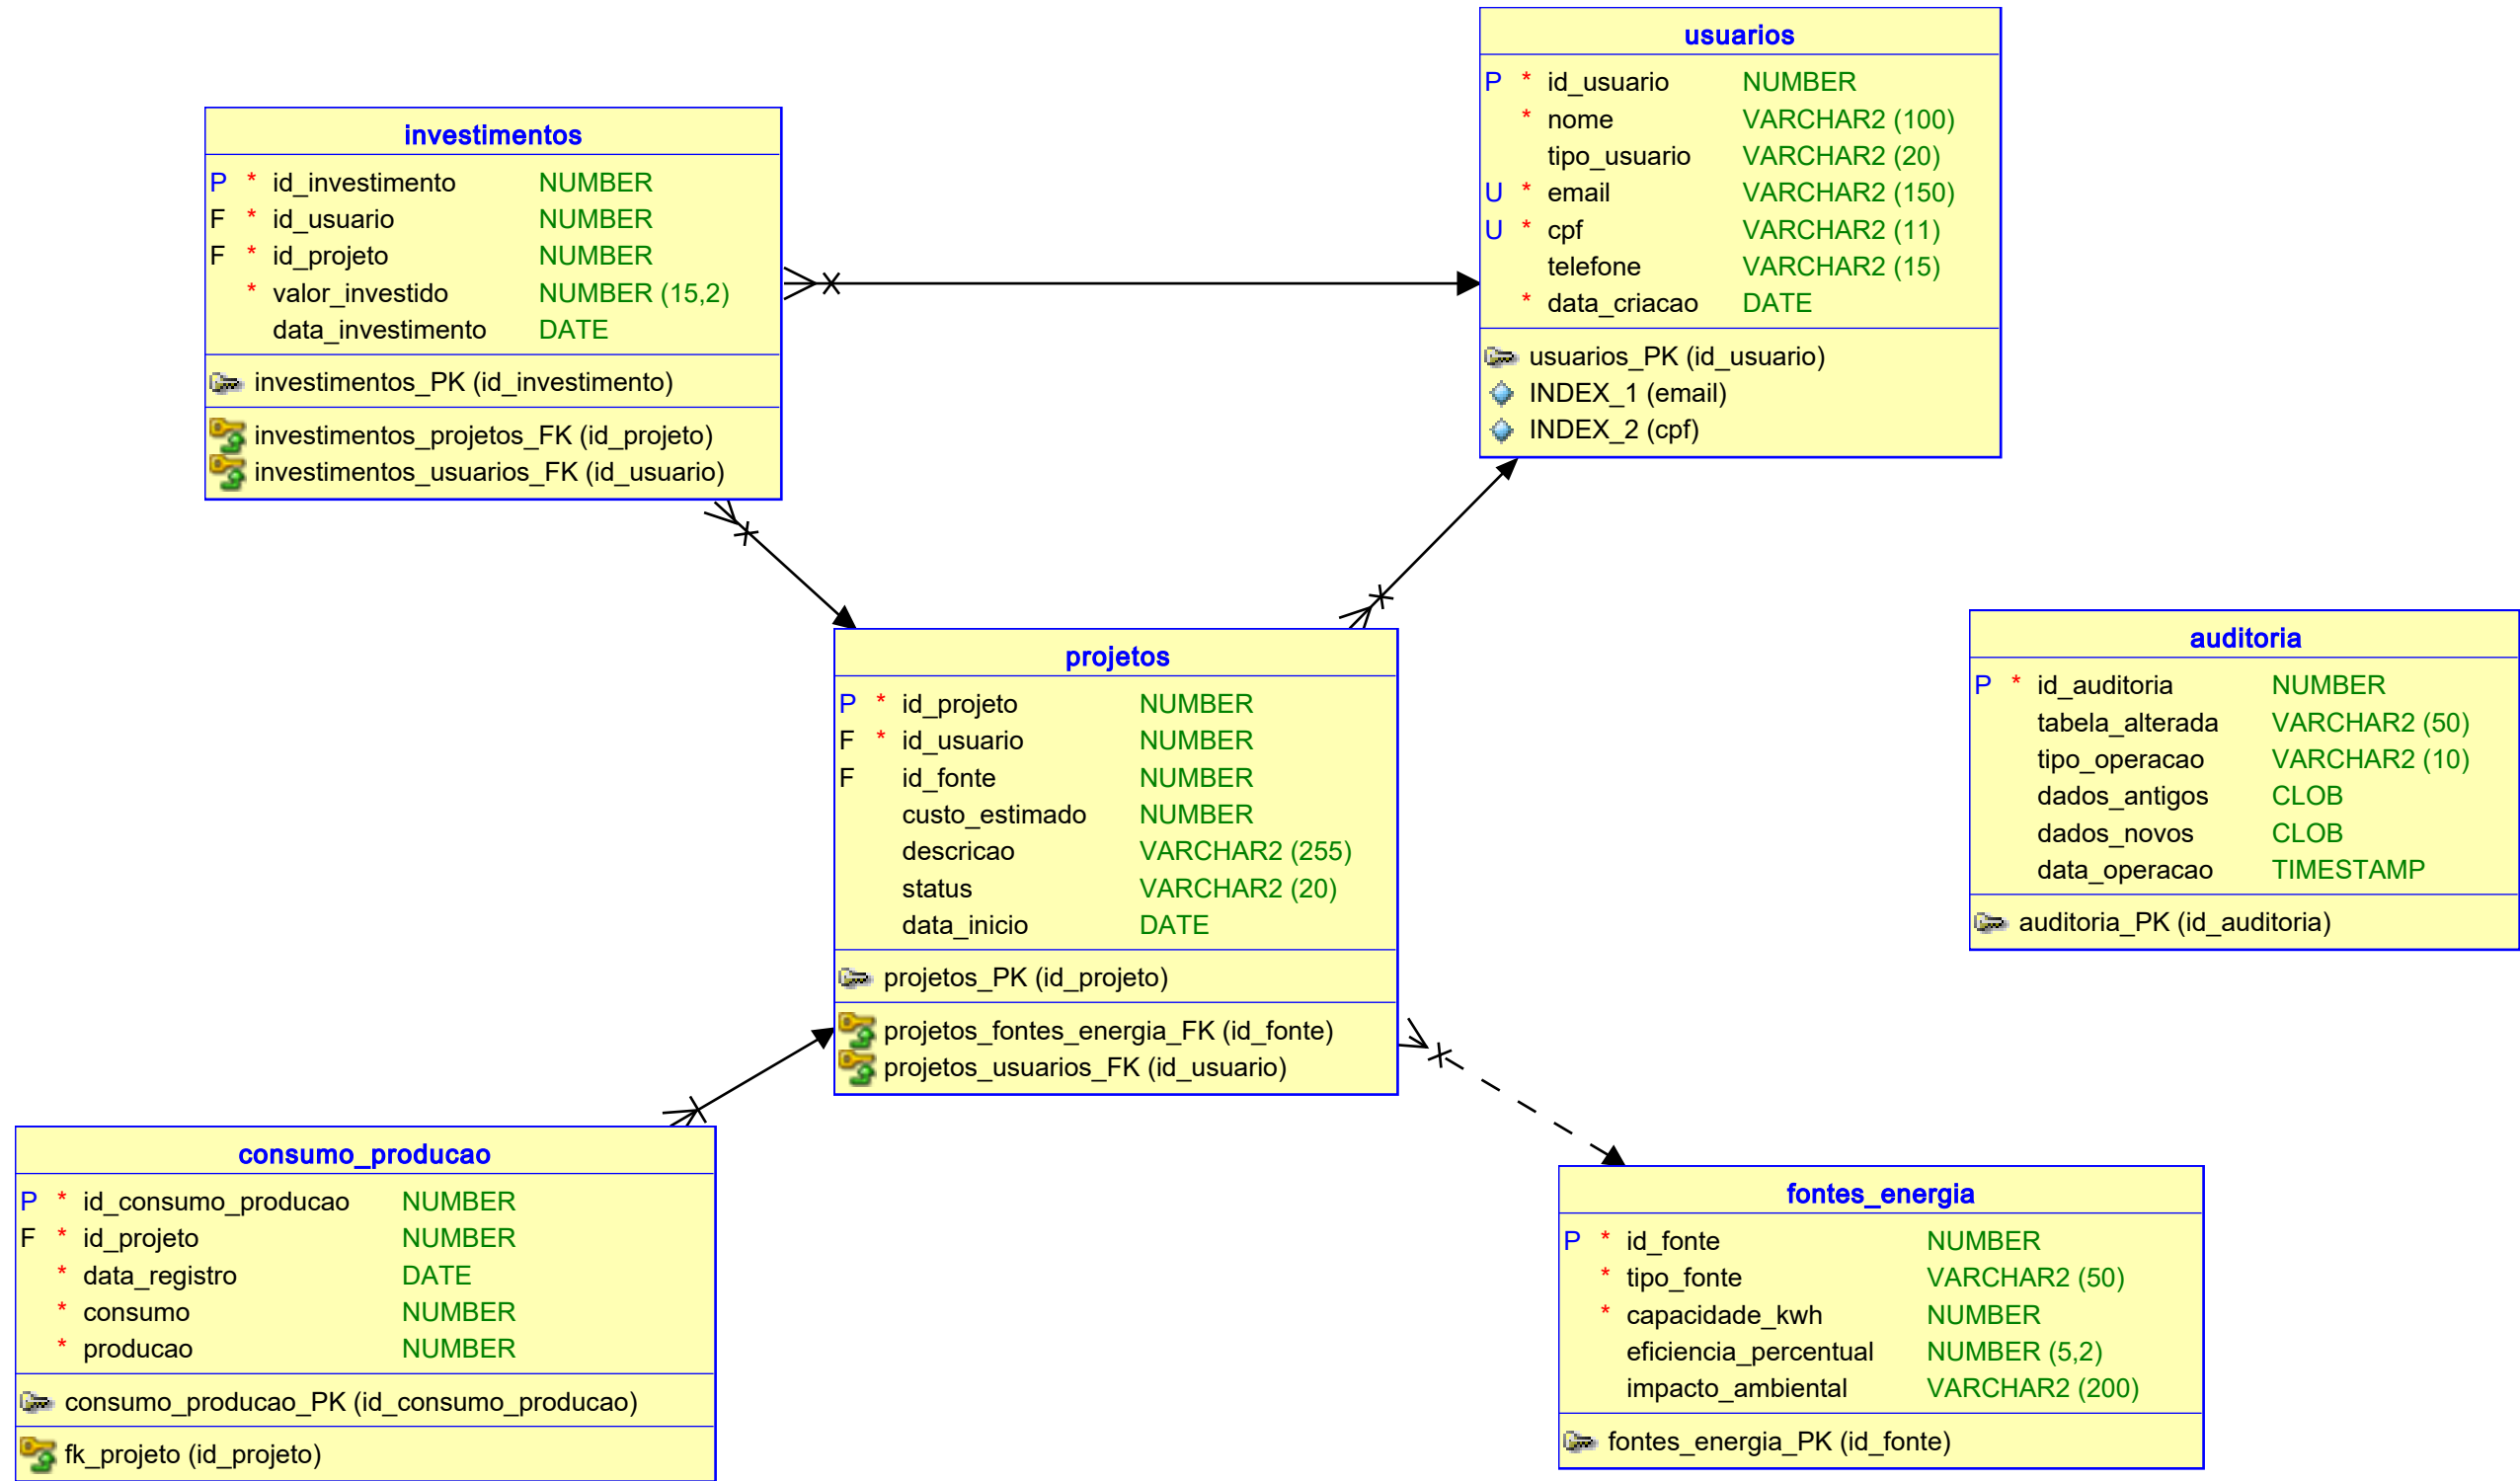 usuarios
P * id_usuario NUMBER
* nome VARCHAR2 (100)
tipo_usuario VARCHAR2 (20)
U * email VARCHAR2 (150)
U * cpf VARCHAR2 (11)
telefone VARCHAR2 (15)
* data_criacao DATE
usuarios_PK (id_usuario)
INDEX_1 (email)
INDEX_2 (cpf)
investimentos
P * id_investimento NUMBER
F * id_usuario NUMBER
F * id_projeto NUMBER
* valor_investido NUMBER (15,2)
data_investimento DATE
investimentos_PK (id_investimento)
investimentos_projetos_FK (id_projeto)
investimentos_usuarios_FK (id_usuario)
projetos
P * id_projeto NUMBER
F * id_usuario NUMBER
F id_fonte NUMBER
custo_estimado NUMBER
descricao VARCHAR2 (255)
status VARCHAR2 (20)
data_inicio DATE
projetos_PK (id_projeto)
projetos_fontes_energia_FK (id_fonte)
projetos_usuarios_FK (id_usuario)
auditoria
P * id_auditoria NUMBER
tabela_alterada VARCHAR2 (50)
tipo_operacao VARCHAR2 (10)
dados_antigos CLOB
dados_novos CLOB
data_operacao TIMESTAMP
auditoria_PK (id_auditoria)
consumo_producao
P * id_consumo_producao NUMBER
F * id_projeto NUMBER
* data_registro DATE
* consumo NUMBER
* producao NUMBER
consumo_producao_PK (id_consumo_producao)
fk_projeto (id_projeto)
fontes_energia
P * id_fonte NUMBER
* tipo_fonte VARCHAR2 (50)
* capacidade_kwh NUMBER
eficiencia_percentual NUMBER (5,2)
impacto_ambiental VARCHAR2 (200)
fontes_energia_PK (id_fonte)